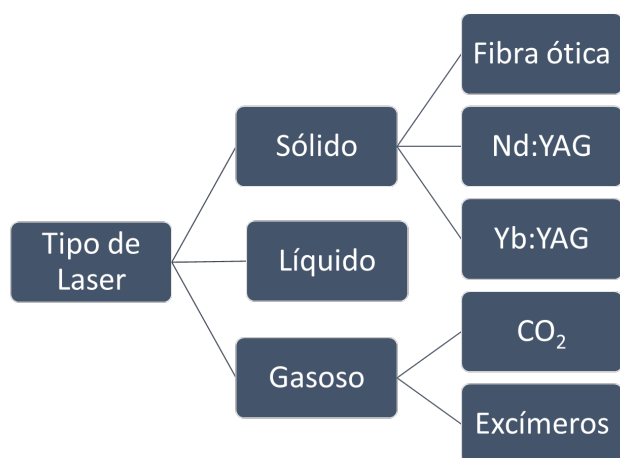 Tipo de
Laser
Sólido
Fibra ótica
Nd:YAG
Yb:YAG
Líquido
Gasoso
CO₂
Excímeros